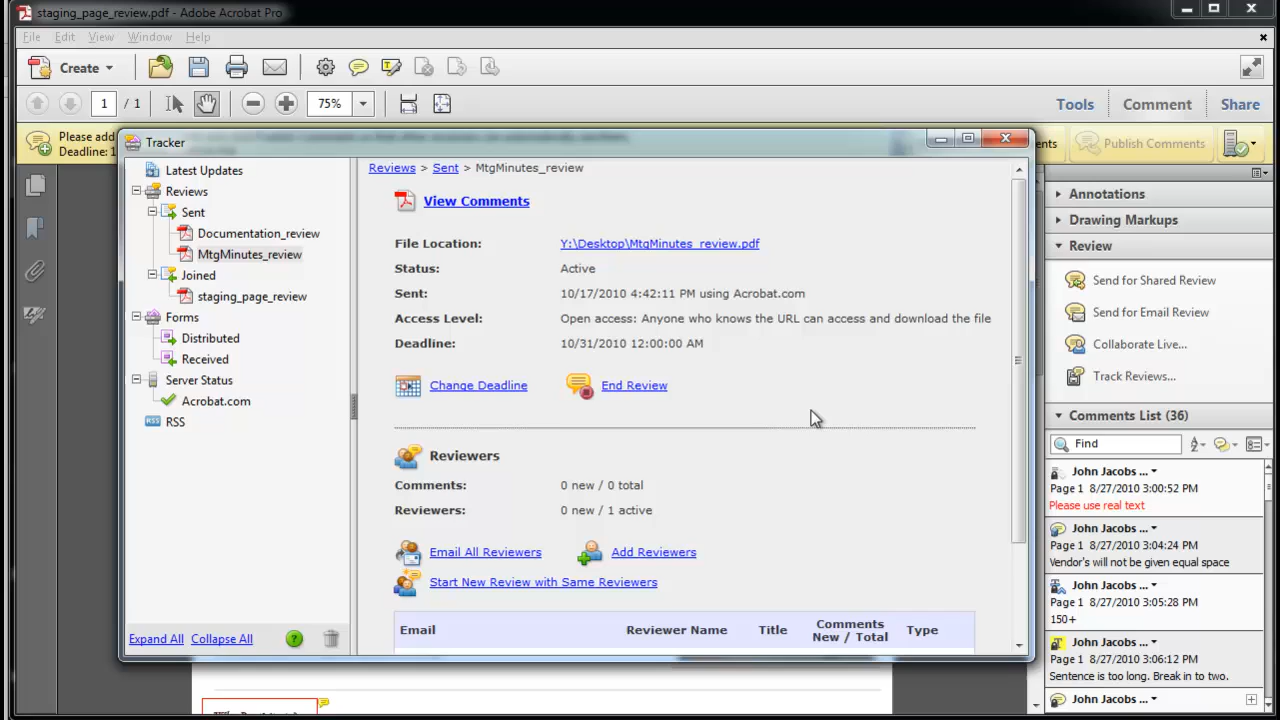 staging_page_review.pdf - Adobe Acrobat Pro
File Edit View Window Help
Create
1 / 1 75% Tools Comment Share
Please add
Deadline: 1
Publish Comments
Tracker
Latest Updates
Reviews
Sent
Documentation_review
MtgMinutes_review
Joined
staging_page_review
Forms
Distributed
Received
Server Status
Acrobat.com
RSS
Expand All Collapse All
Reviews > Sent > MtgMinutes_review
View Comments
File Location: Y:\Desktop\MtgMinutes_review.pdf
Status: Active
Sent: 10/17/2010 4:42:11 PM using Acrobat.com
Access Level: Open access: Anyone who knows the URL can access and download the file
Deadline: 10/31/2010 12:00:00 AM
Change Deadline End Review
Reviewers
Comments: 0 new / 0 total
Reviewers: 0 new / 1 active
Email All Reviewers Add Reviewers
Start New Review with Same Reviewers
Email Reviewer Name Title Comments New / Total Type
Annotations
Drawing Markups
Review
Send for Shared Review
Send for Email Review
Collaborate Live...
Track Reviews...
Comments List (36)
Find
John Jacobs ...
Page 1 8/27/2010 3:00:52 PM
Please use real text
John Jacobs ...
Page 1 8/27/2010 3:04:24 PM
Vendor's will not be given equal space
John Jacobs ...
Page 1 8/27/2010 3:05:28 PM
150+
John Jacobs ...
Page 1 8/27/2010 3:06:12 PM
Sentence is too long. Break in to two.
John Jacobs ...